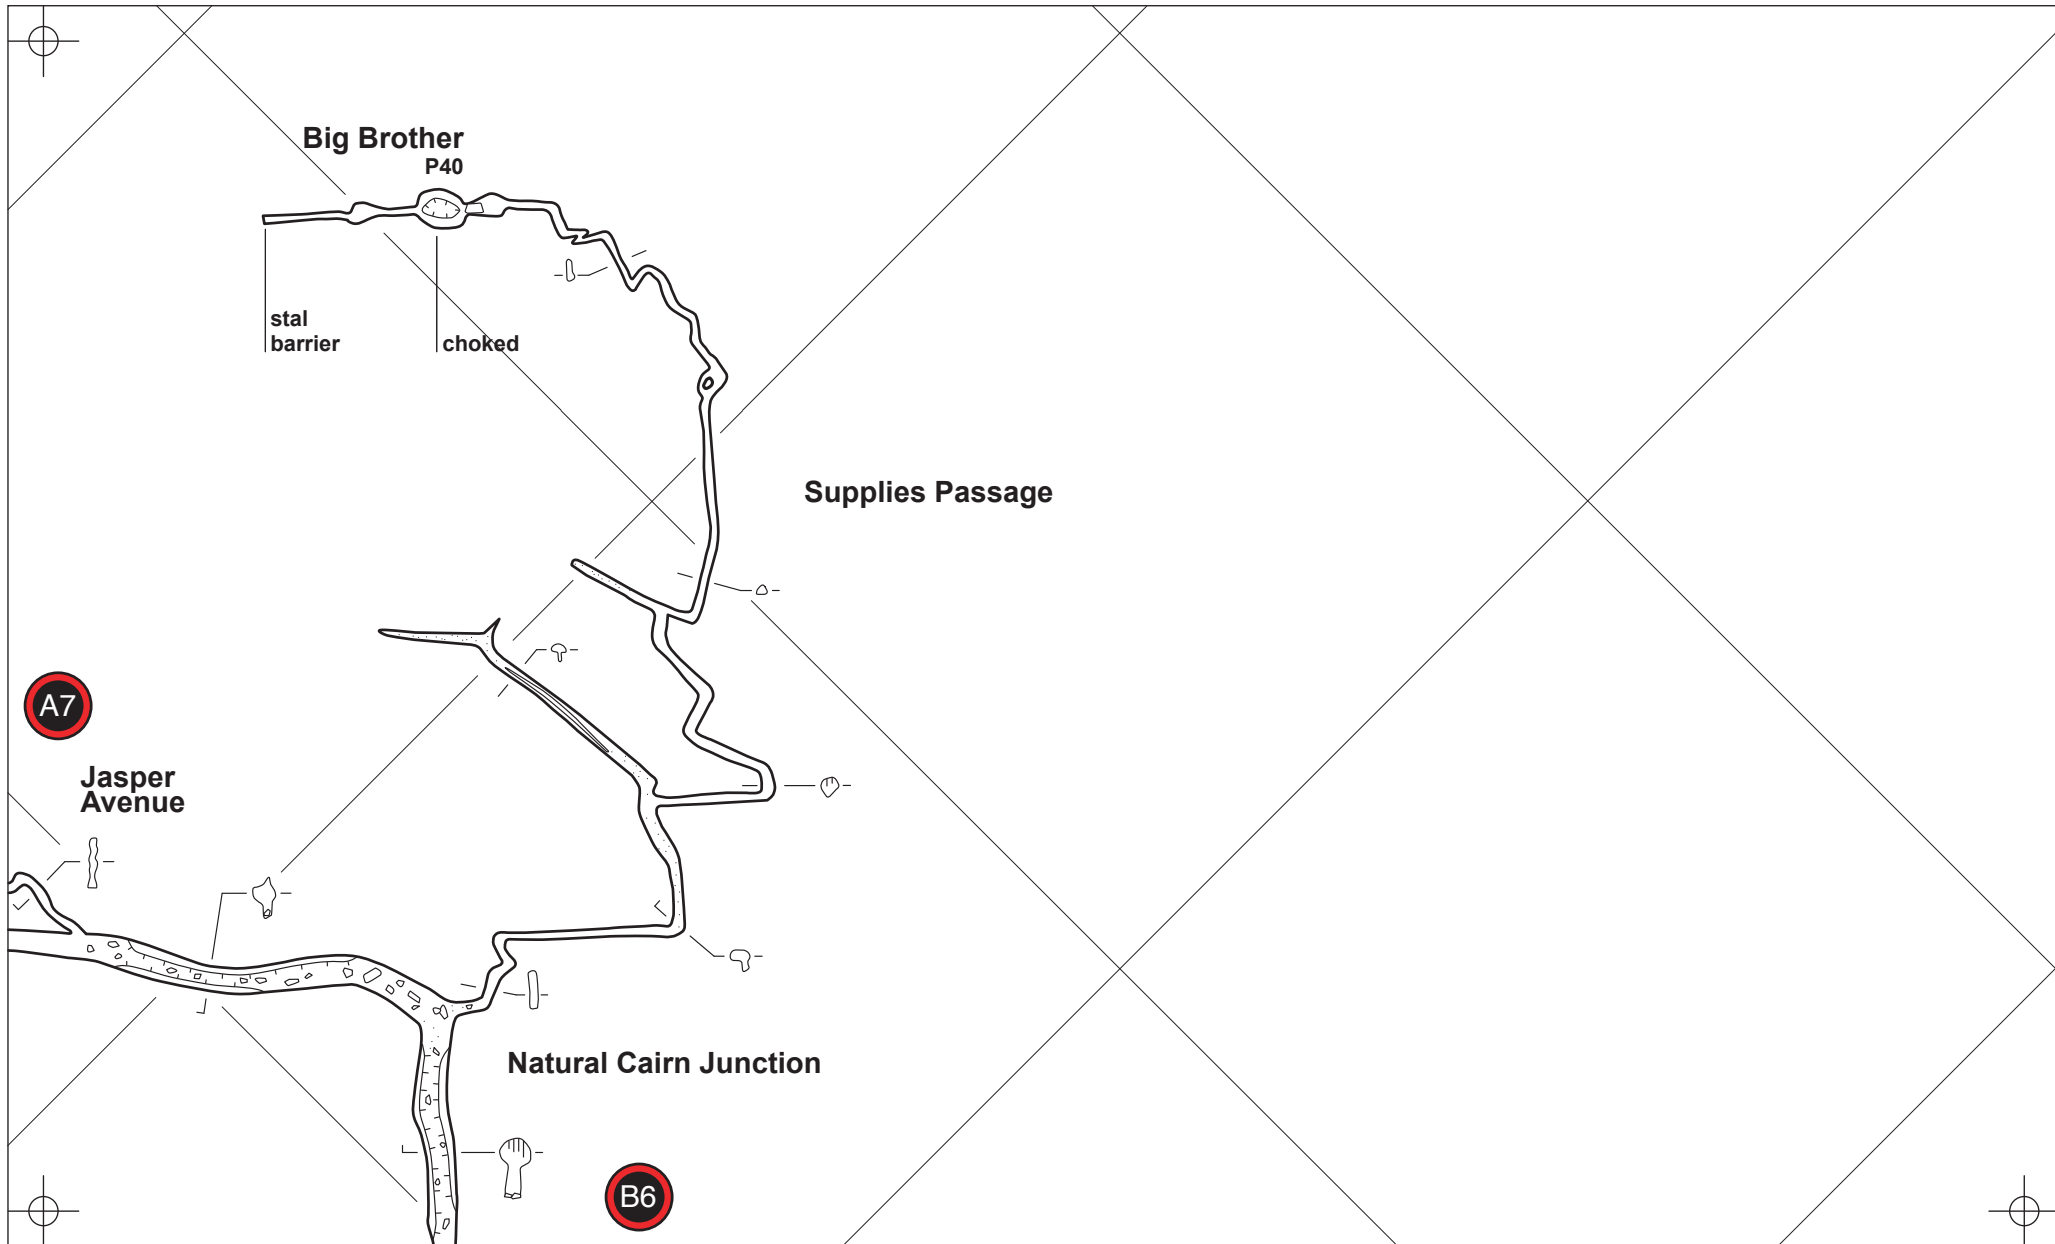 Big Brother
P40
stal
barrier
choked
Supplies Passage
A7
Jasper
Avenue
Natural Cairn Junction
B6